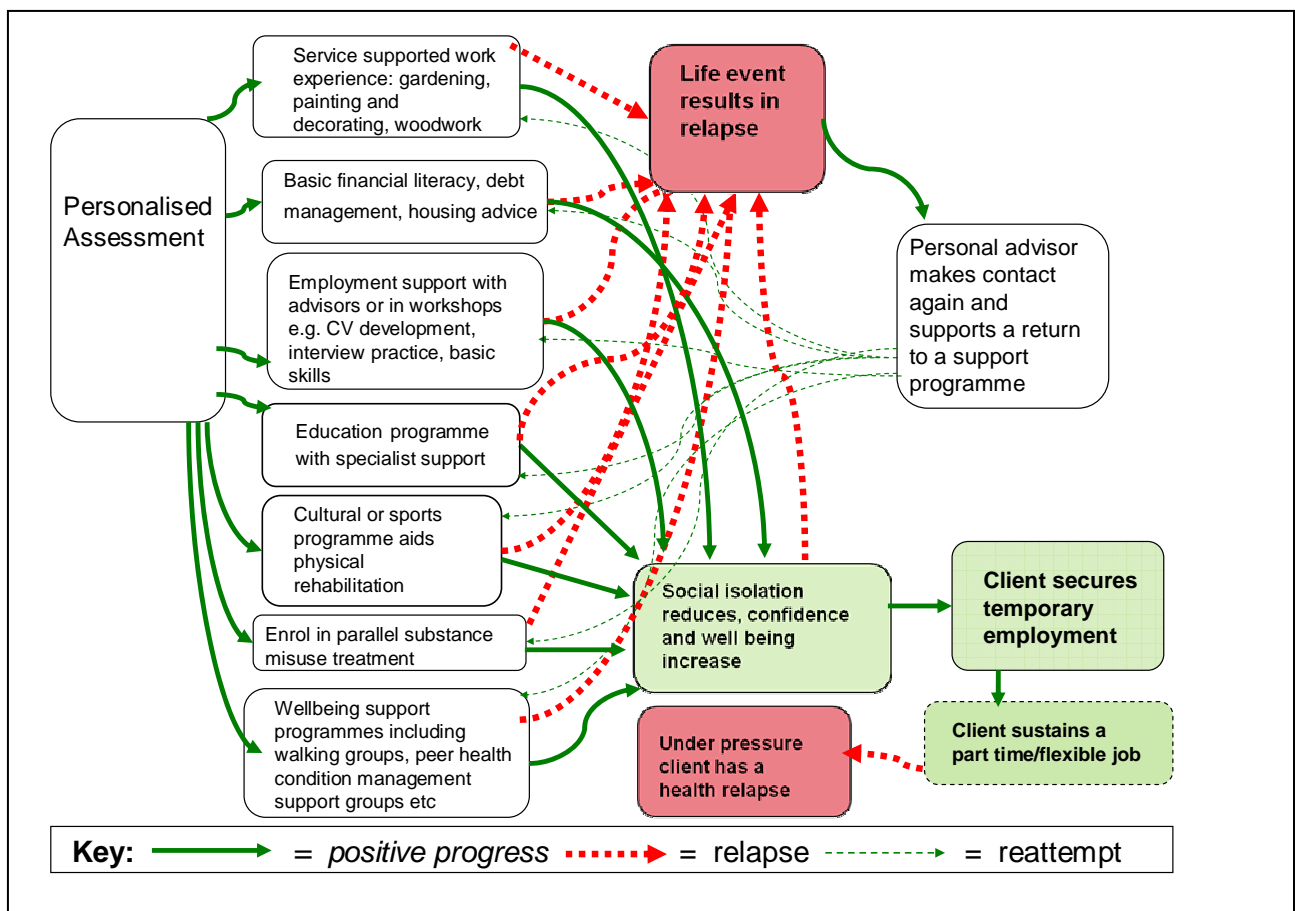 Personalised
Assessment
Service supported work
experience: gardening,
painting and
decorating, woodwork
Basic financial literacy, debt
management, housing advice
Employment support with
advisors or in workshops
e.g. CV development,
interview practice, basic
skills
Education programme
with specialist support
Cultural or sports
programme aids
physical
rehabilitation
Enrol in parallel substance
misuse treatment
Wellbeing support
programmes including
walking groups, peer health
condition management
support groups etc
Life event
results in
relapse
Personal advisor
makes contact
again and
supports a return
to a support
programme
Social isolation
reduces, confidence
and well being
increase
Client secures
temporary
employment
Client sustains a
part time/flexible job
Under pressure
client has a
health relapse
Key: = positive progress = relapse = reattempt